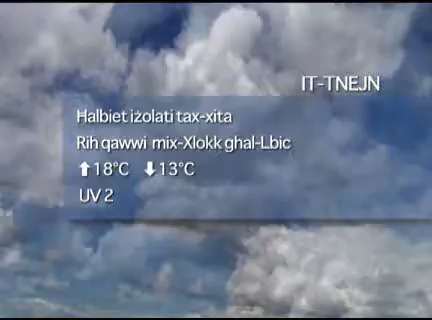 IT-TNEJN
Ħalbiet iżolati tax-xita
Riħ qawwi mix-Xlokk għal-Lbiċ
⬆18°C ⬇13°C
UV 2